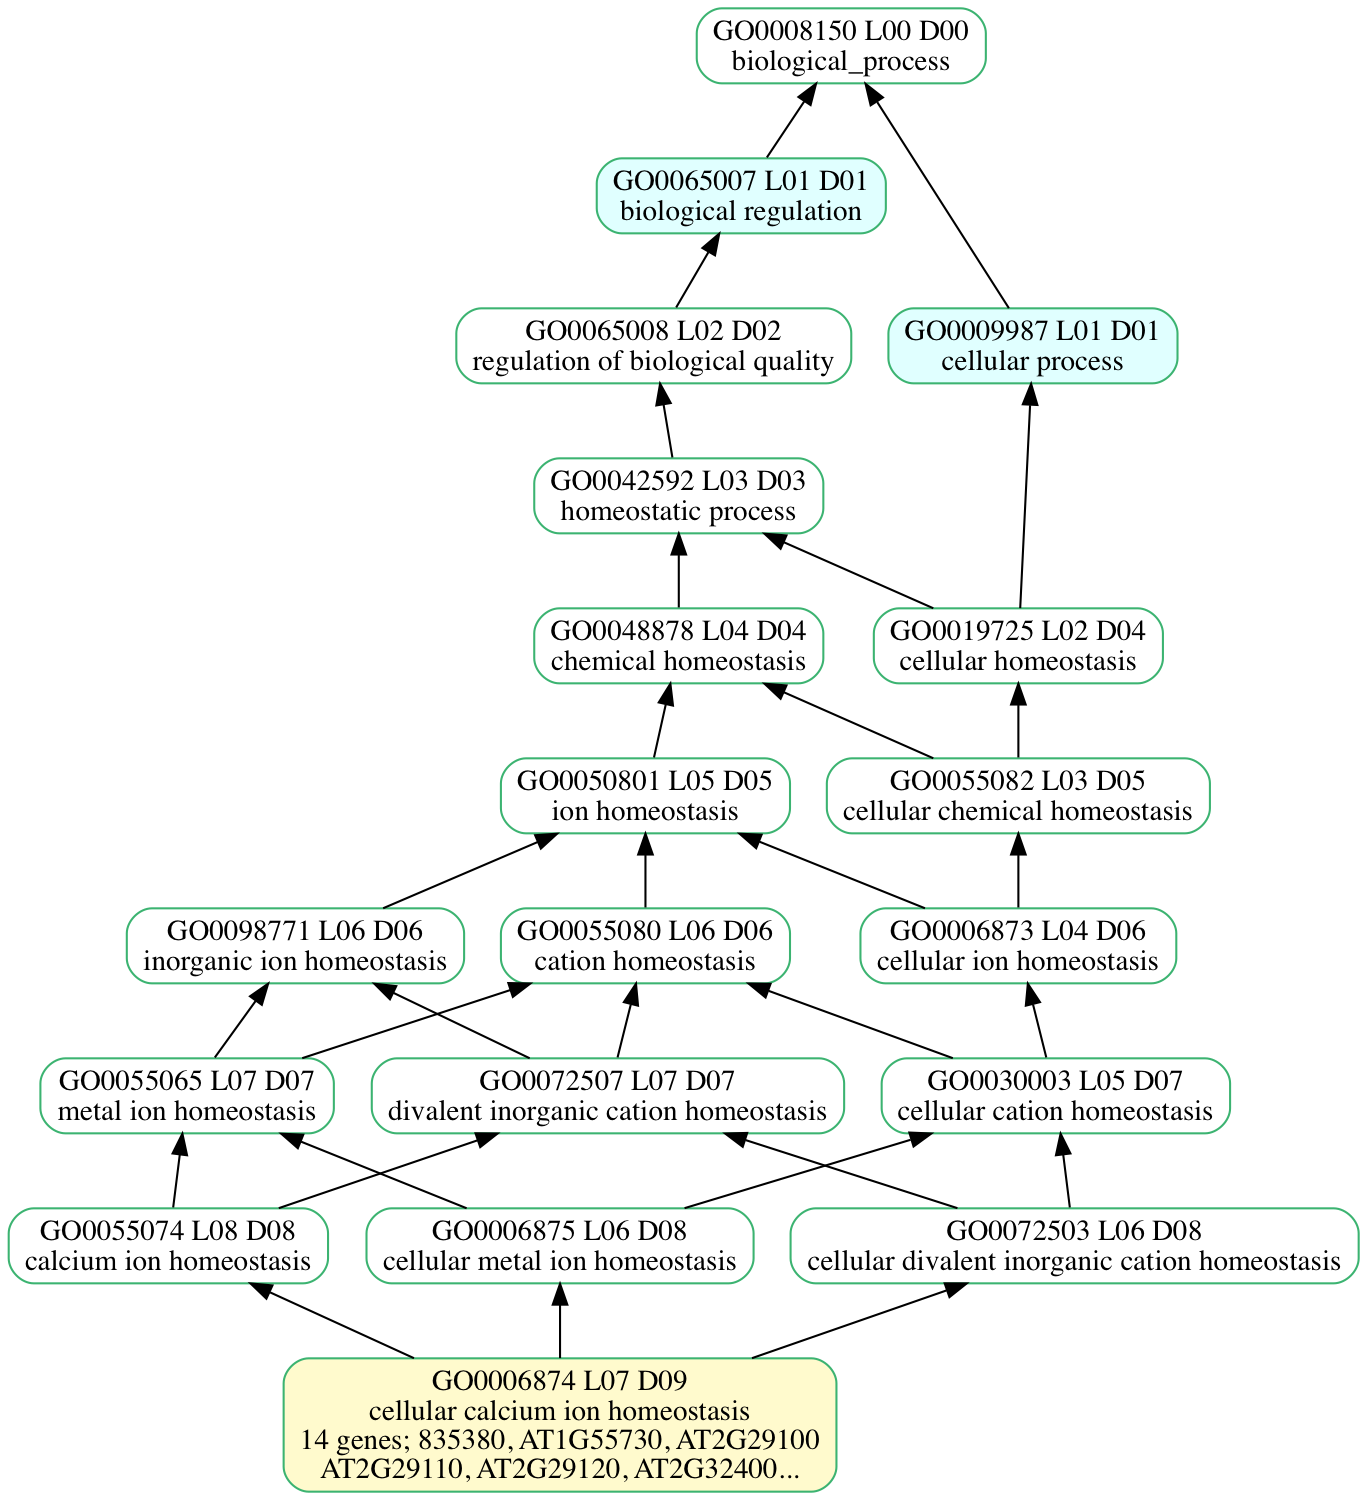 GO0008150 L00 D00
biological_process
GO0065007 L01 D01
biological regulation
GO0065008 L02 D02
regulation of biological quality
GO0009987 L01 D01
cellular process
GO0042592 L03 D03
homeostatic process
GO0048878 L04 D04
chemical homeostasis
GO0019725 L02 D04
cellular homeostasis
GO0050801 L05 D05
ion homeostasis
GO0055082 L03 D05
cellular chemical homeostasis
GO0098771 L06 D06
inorganic ion homeostasis
GO0055080 L06 D06
cation homeostasis
GO0006873 L04 D06
cellular ion homeostasis
GO0055065 L07 D07
metal ion homeostasis
GO0072507 L07 D07
divalent inorganic cation homeostasis
GO0030003 L05 D07
cellular cation homeostasis
GO0055074 L08 D08
calcium ion homeostasis
GO0006875 L06 D08
cellular metal ion homeostasis
GO0072503 L06 D08
cellular divalent inorganic cation homeostasis
GO0006874 L07 D09
cellular calcium ion homeostasis
14 genes; 835380, AT1G55730, AT2G29100
AT2G29110, AT2G29120, AT2G32400...